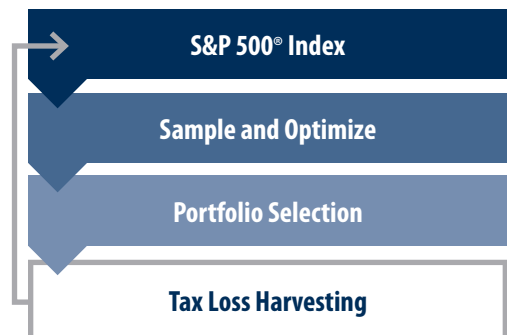 S&P 500® Index
Sample and Optimize
Portfolio Selection
Tax Loss Harvesting